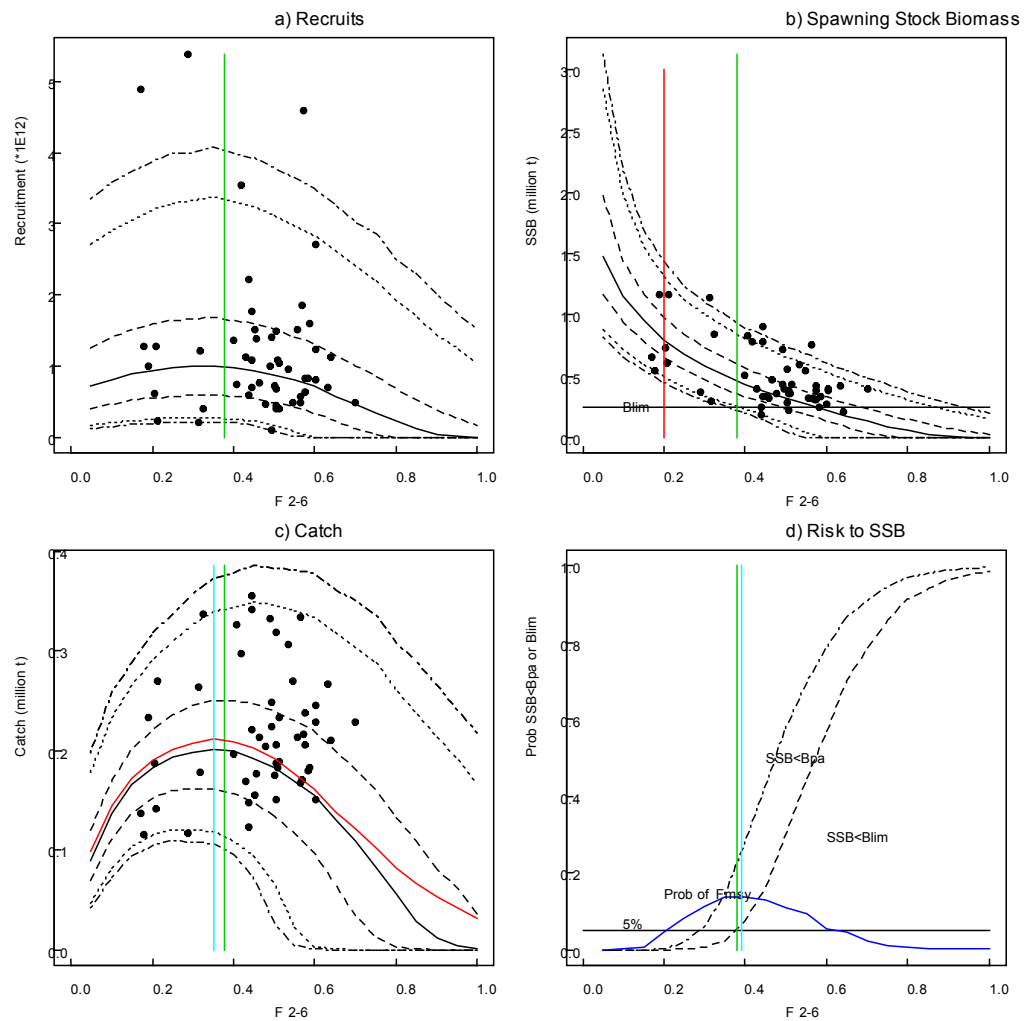 a) Recruits
Recruitment (*1E12)
5
4
3
2
1
0
0.0 0.2 0.4 0.6 0.8 1.0
F 2-6
b) Spawning Stock Biomass
SSB (million t)
3.0
2.5
2.0
1.5
1.0
0.5
0.0
Blim
0.0 0.2 0.4 0.6 0.8 1.0
F 2-6
c) Catch
Catch (million t)
0.4
0.3
0.2
0.1
0.0
0.0 0.2 0.4 0.6 0.8 1.0
F 2-6
d) Risk to SSB
Prob SSB<Bpa or Blim
1.0
0.8
0.6
0.4
0.2
0.0
SSB<Bpa
SSB<Blim
Prob of Fmsy
5%
0.0 0.2 0.4 0.6 0.8 1.0
F 2-6